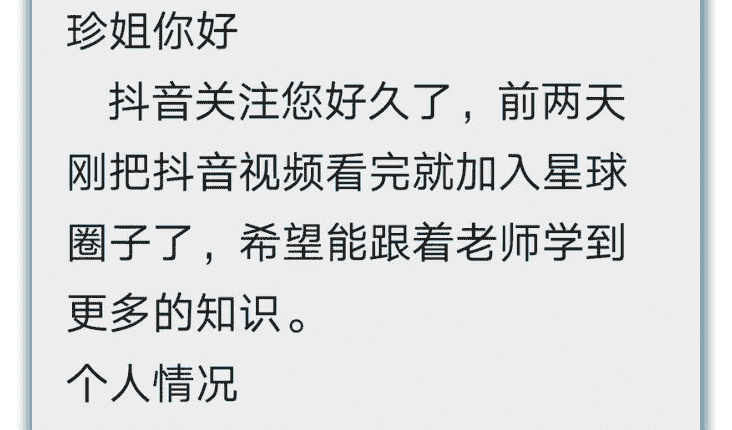 珍姐你好
抖音关注您好久了，前两天
刚把抖音视频看完就加入星球
圈子了，希望能跟着老师学到
更多的知识。
个人情况